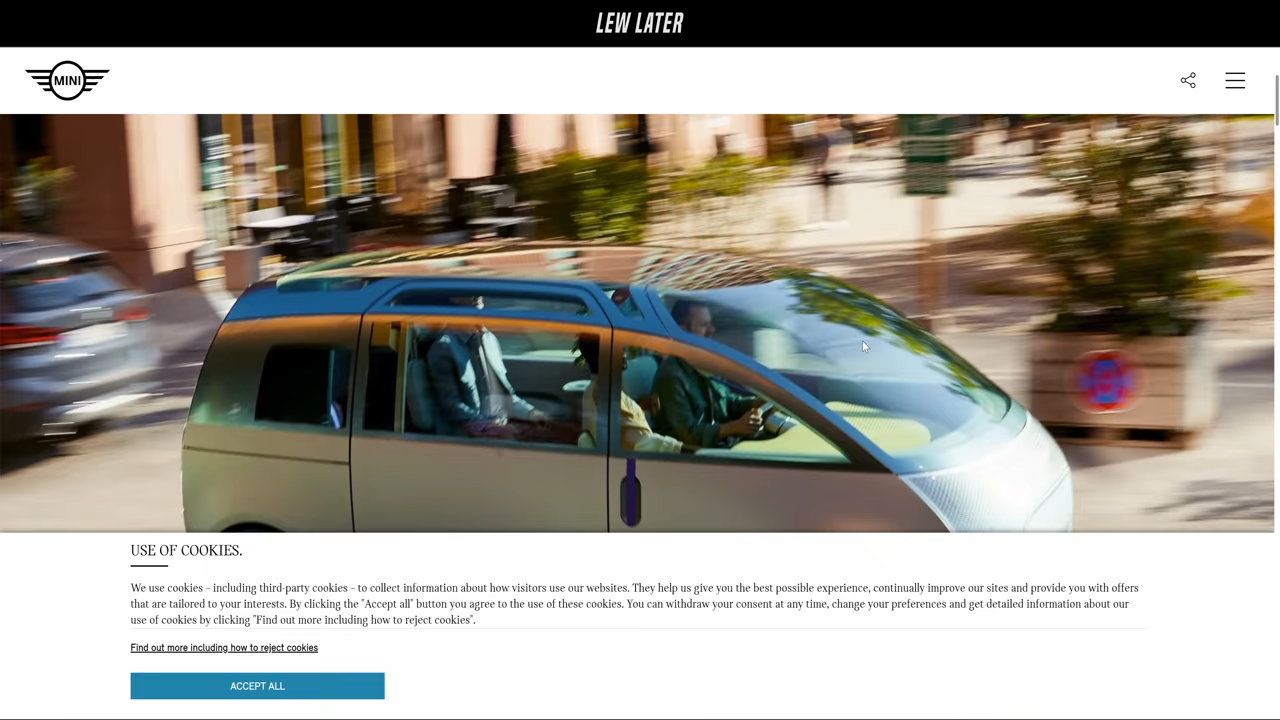 LEW LATER
MINI
USE OF COOKIES.
We use cookies – including third-party cookies – to collect information about how visitors use our websites. They help us give you the best possible experience, continually improve our sites and provide you with offers
that are tailored to your interests. By clicking the "Accept all" button you agree to the use of these cookies. You can withdraw your consent at any time, change your preferences and get detailed information about our
use of cookies by clicking "Find out more including how to reject cookies".
Find out more including how to reject cookies
ACCEPT ALL